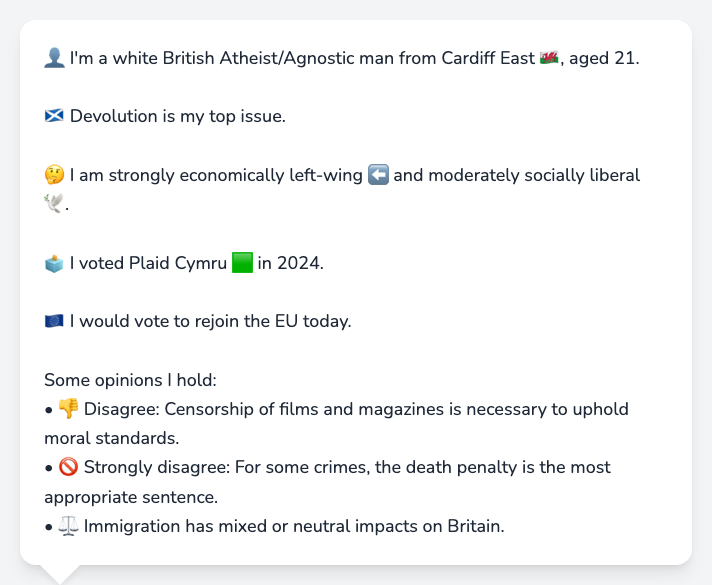 👤 I'm a white British Atheist/Agnostic man from Cardiff East 🏴󠁧󠁢󠁷󠁬󠁳󠁿, aged 21.
🏴󠁧󠁢󠁳󠁣󠁴󠁿 Devolution is my top issue.
🤔 I am strongly economically left-wing ⬅️ and moderately socially liberal
🕊️.
🗳️ I voted Plaid Cymru 🟩 in 2024.
🇪🇺 I would vote to rejoin the EU today.
Some opinions I hold:
• 👎 Disagree: Censorship of films and magazines is necessary to uphold
moral standards.
• 🚫 Strongly disagree: For some crimes, the death penalty is the most
appropriate sentence.
• ⚖️ Immigration has mixed or neutral impacts on Britain.